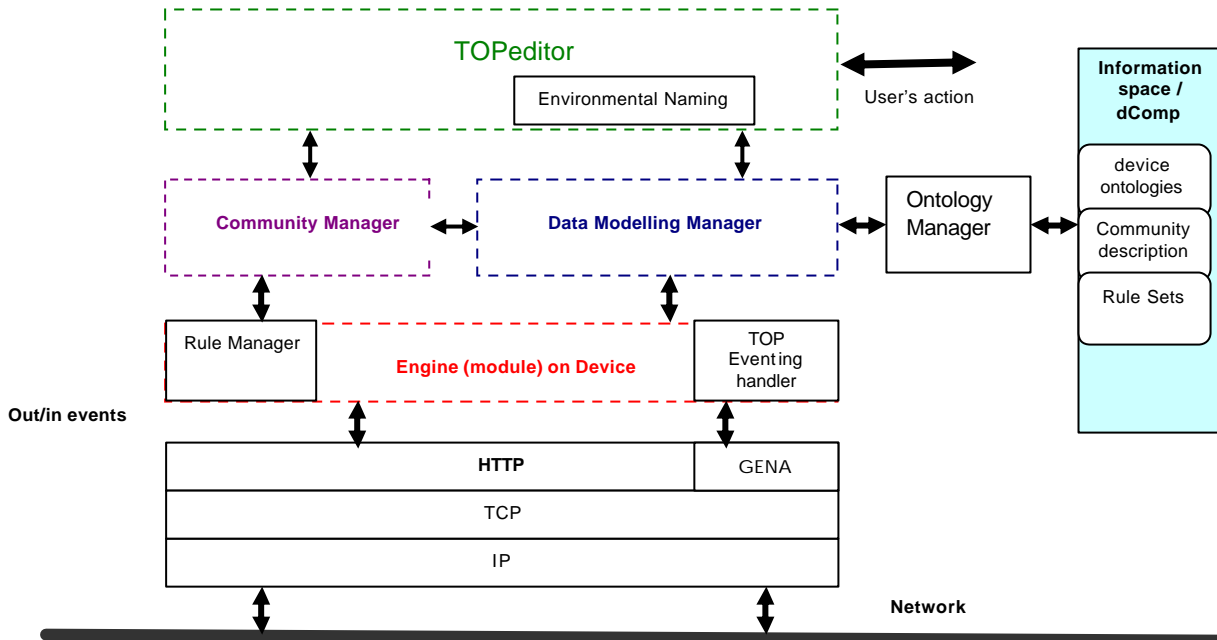 TOPeditor
Environmental Naming
User's action
Information
space /
dComp
device
ontologies
Community
description
Rule Sets
Community Manager
Data Modelling Manager
Ontology
Manager
Rule Manager
Engine (module) on Device
TOP
Eventing
handler
Out/in events
HTTP
GENA
TCP
IP
Network